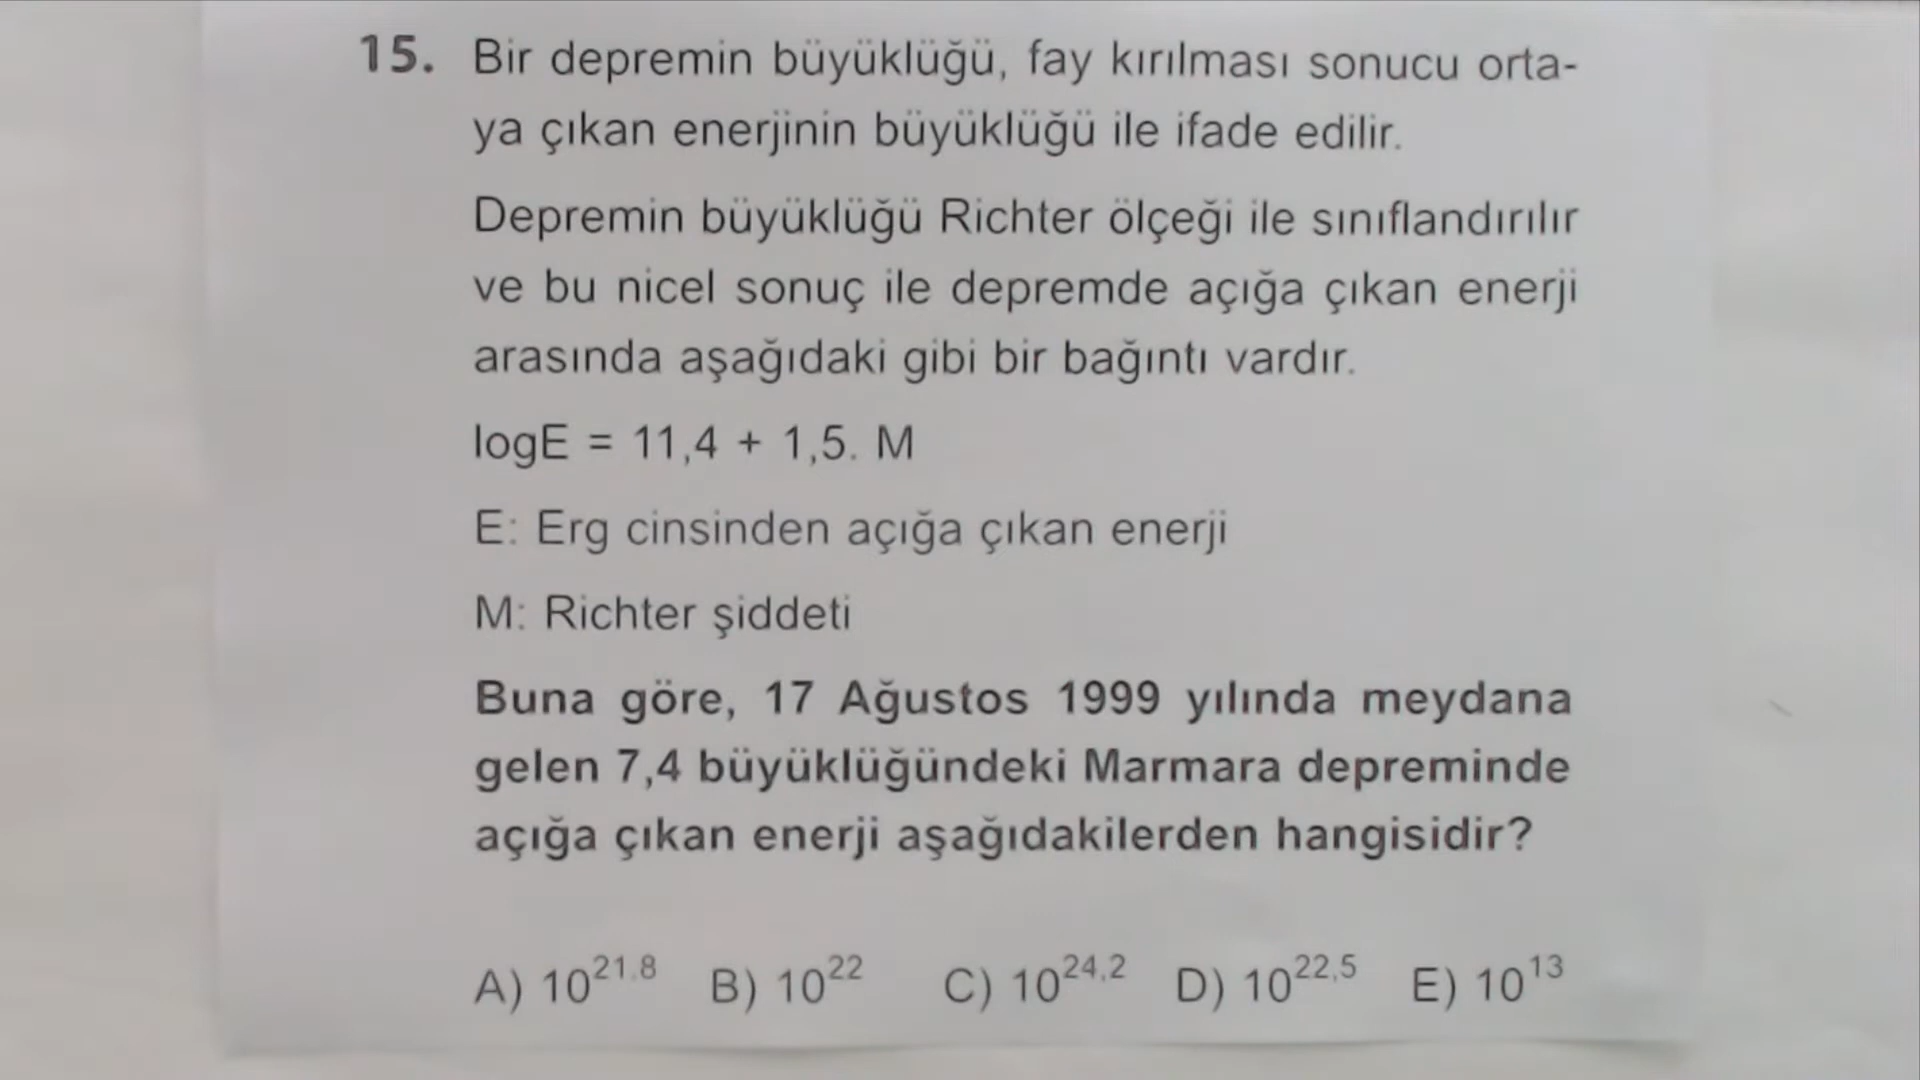 15. Bir depremin büyüklüğü, fay kırılması sonucu orta-
ya çıkan enerjinin büyüklüğü ile ifade edilir.
Depremin büyüklüğü Richter ölçeği ile sınıflandırılır
ve bu nicel sonuç ile depremde açığa çıkan enerji
arasında aşağıdaki gibi bir bağıntı vardır.
logE = 11,4 + 1,5. M
E: Erg cinsinden açığa çıkan enerji
M: Richter şiddeti
Buna göre, 17 Ağustos 1999 yılında meydana
gelen 7,4 büyüklüğündeki Marmara depreminde
açığa çıkan enerji aşağıdakilerden hangisidir?
A) 10^21.8 B) 10^22 C) 10^24,2 D) 10^22,5 E) 10^13